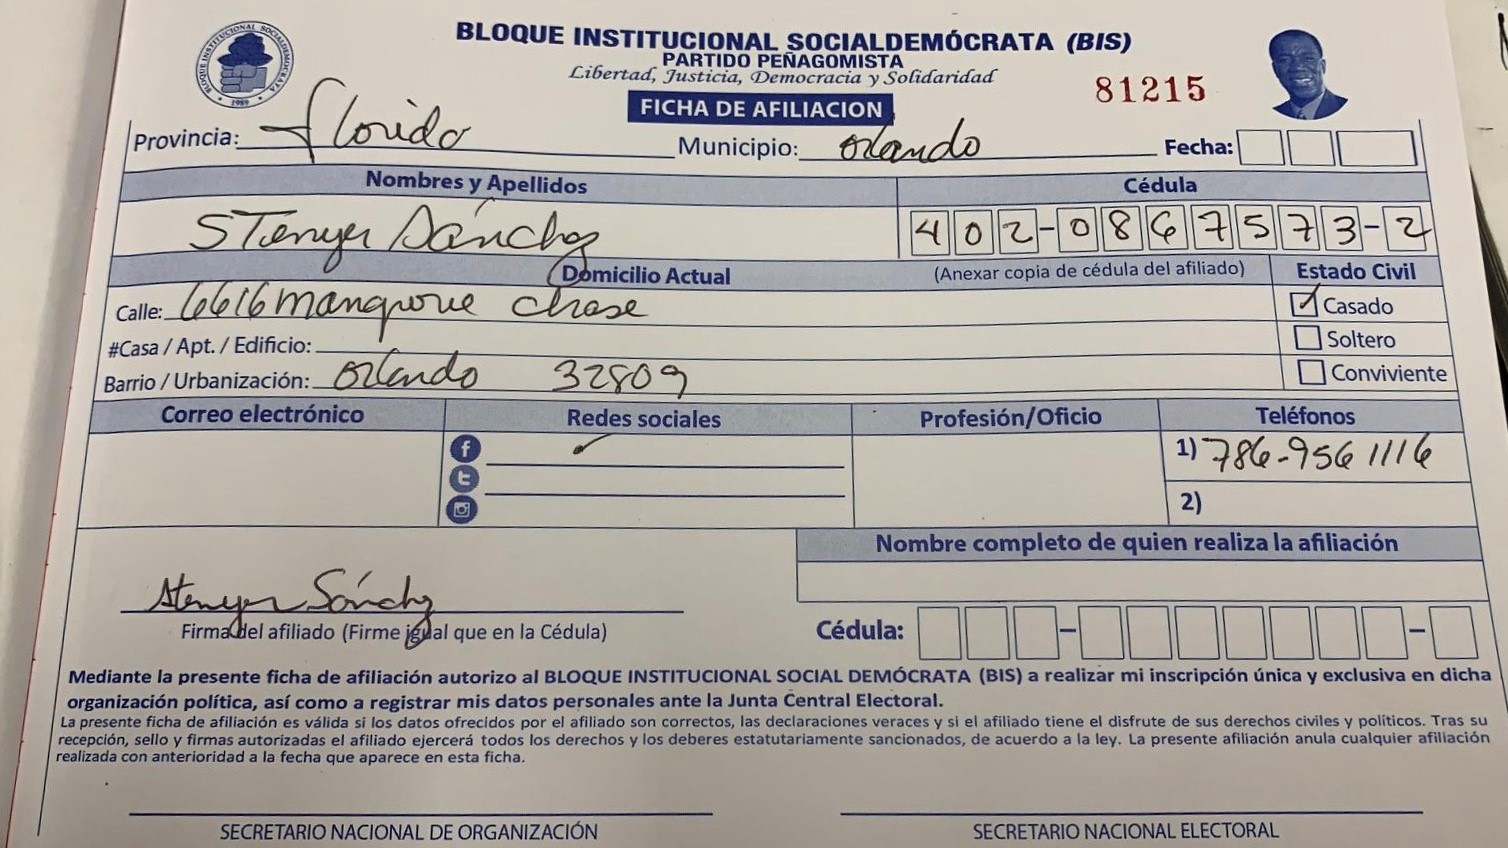 BLOQUE INSTITUCIONAL SOCIALDEMÓCRATA (BIS)
PARTIDO PEÑAGOMISTA
Libertad, Justicia, Democracia y Solidaridad
BLOQUE INSTITUCIONAL SOCIALDEMOCRATA
1989
81215
FICHA DE AFILIACION
Provincia: Florida Municipio: Orlando Fecha:
Nombres y Apellidos Cédula
STenyer Sánchez 402-0867573-2
Domicilio Actual (Anexar copia de cédula del afiliado) Estado Civil
Calle: 6616 mangrove chase Casado
#Casa / Apt. / Edificio: Soltero
Barrio / Urbanización: Orlando 32809 Conviviente
Correo electrónico Redes sociales Profesión/Oficio Teléfonos
1) 786-956 1116
2)
Nombre completo de quien realiza la afiliación
Stenyer Sánchez
Firma del afiliado (Firme igual que en la Cédula) Cédula:
Mediante la presente ficha de afiliación autorizo al BLOQUE INSTITUCIONAL SOCIAL DEMÓCRATA (BIS) a realizar mi inscripción única y exclusiva en dicha
organización política, así como a registrar mis datos personales ante la Junta Central Electoral.
La presente ficha de afiliación es válida si los datos ofrecidos por el afiliado son correctos, las declaraciones veraces y si el afiliado tiene el disfrute de sus derechos civiles y políticos. Tras su
recepción, sello y firmas autorizadas el afiliado ejercerá todos los derechos y los deberes estatutariamente sancionados, de acuerdo a la ley. La presente afiliación anula cualquier afiliación
realizada con anterioridad a la fecha que aparece en esta ficha.
SECRETARIO NACIONAL DE ORGANIZACIÓN SECRETARIO NACIONAL ELECTORAL